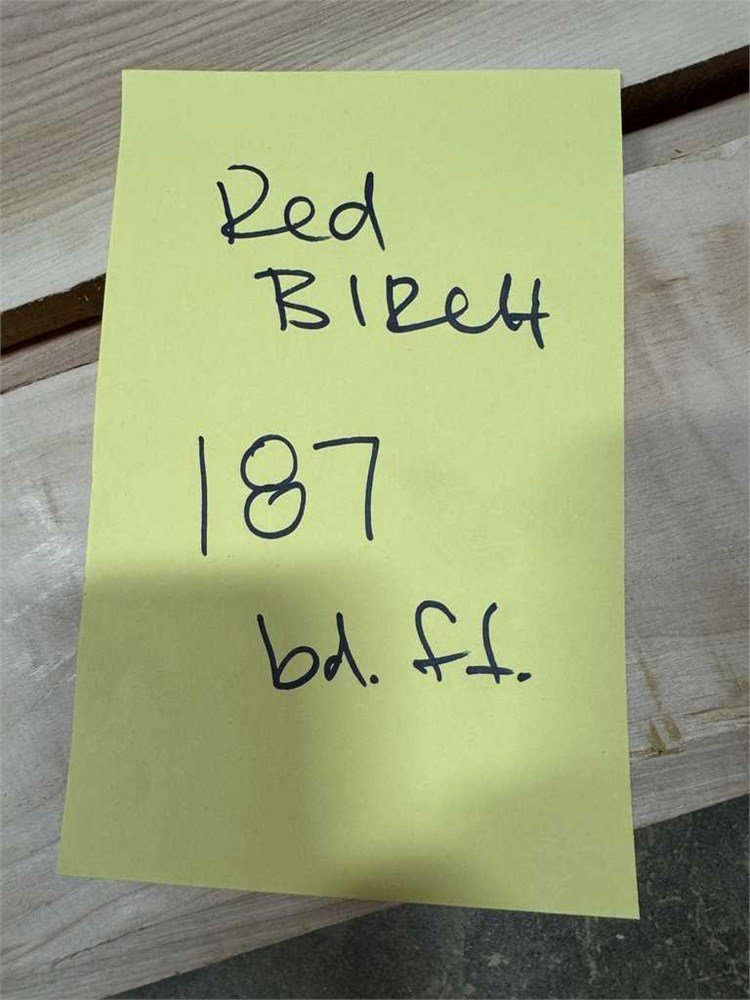 Red
BIRCH
187
bd. ft.